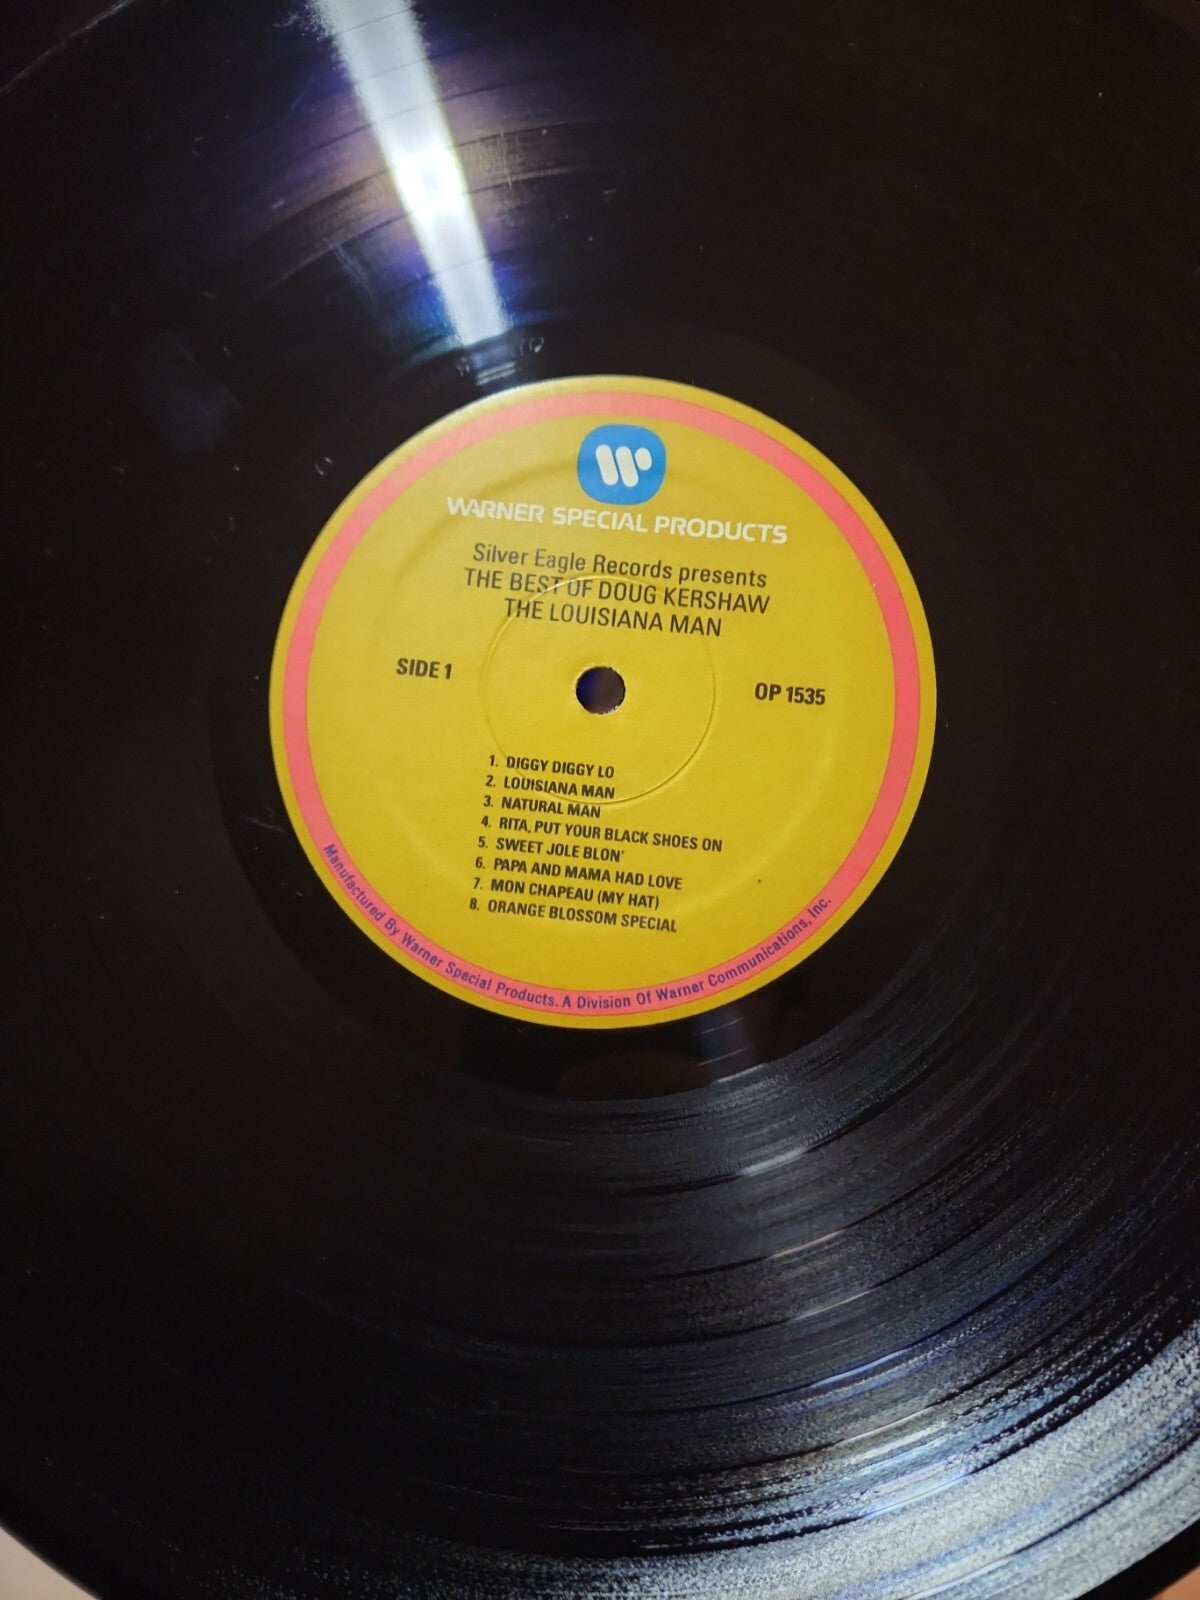 W
WARNER SPECIAL PRODUCTS
Silver Eagle Records presents
THE BEST OF DOUG KERSHAW
THE LOUISIANA MAN
SIDE 1
OP 1535
1. DIGGY DIGGY LO
2. LOUISIANA MAN
3. NATURAL MAN
4. RITA, PUT YOUR BLACK SHOES ON
5. SWEET JOLE BLON'
6. PAPA AND MAMA HAD LOVE
7. MON CHAPEAU (MY HAT)
8. ORANGE BLOSSOM SPECIAL
Manufactured By Warner Special Products. A Division Of Warner Communications, Inc.